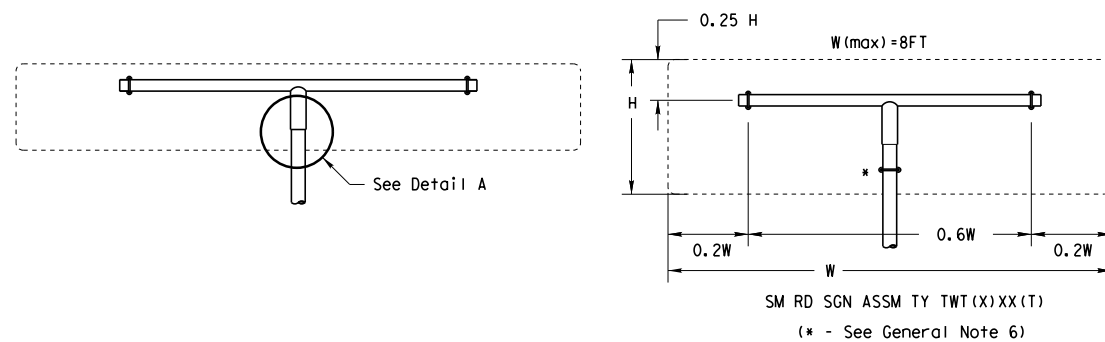 See Detail A
0.25 H
W(max)=8FT
H
*
0.2W
0.6W
0.2W
W
SM RD SGN ASSM TY TWT(X)XX(T)
(* - See General Note 6)